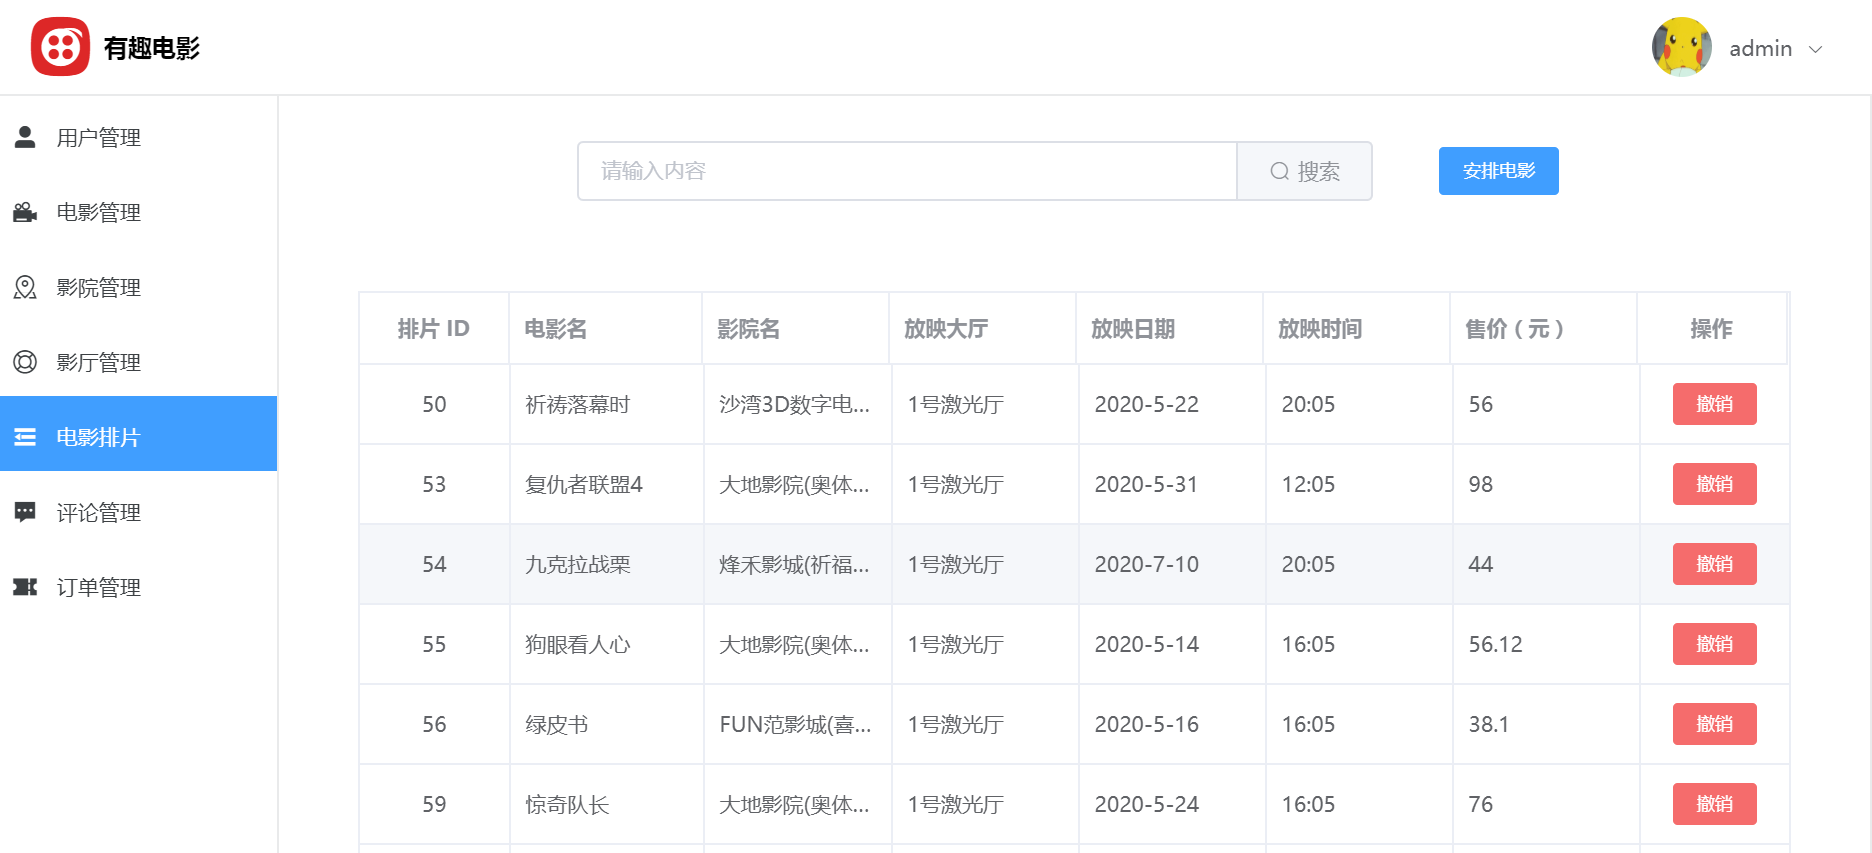 有趣电影
admin
用户管理
电影管理
影院管理
影厅管理
电影排片
评论管理
订单管理
请输入内容 搜索 安排电影
排片 ID 电影名 影院名 放映大厅 放映日期 放映时间 售价（元） 操作
50 祈祷落幕时 沙湾3D数字电... 1号激光厅 2020-5-22 20:05 56 撤销
53 复仇者联盟4 大地影院(奥体... 1号激光厅 2020-5-31 12:05 98 撤销
54 九克拉战栗 烽禾影城(祈福... 1号激光厅 2020-7-10 20:05 44 撤销
55 狗眼看人心 大地影院(奥体... 1号激光厅 2020-5-14 16:05 56.12 撤销
56 绿皮书 FUN范影城(喜... 1号激光厅 2020-5-16 16:05 38.1 撤销
59 惊奇队长 大地影院(奥体... 1号激光厅 2020-5-24 16:05 76 撤销